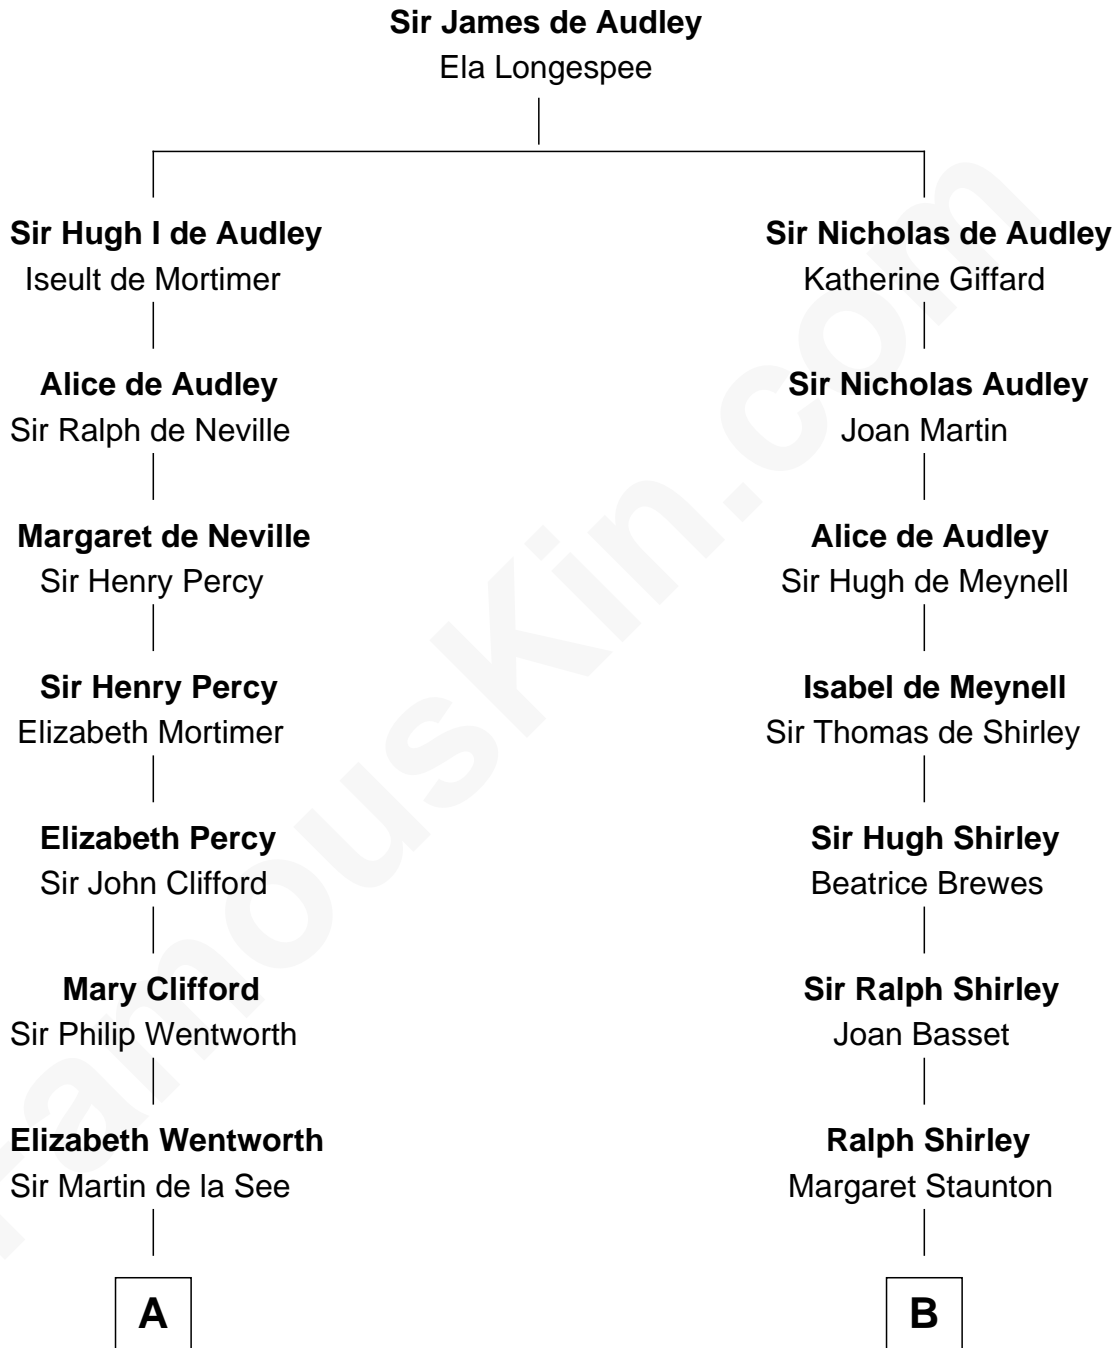 Sir James de Audley
Ela Longespee
Sir Hugh I de Audley
Iseult de Mortimer
Sir Nicholas de Audley
Katherine Giffard
Alice de Audley
Sir Ralph de Neville
Sir Nicholas Audley
Joan Martin
Margaret de Neville
Sir Henry Percy
Alice de Audley
Sir Hugh de Meynell
Sir Henry Percy
Elizabeth Mortimer
Isabel de Meynell
Sir Thomas de Shirley
Elizabeth Percy
Sir John Clifford
Sir Hugh Shirley
Beatrice Brewes
Mary Clifford
Sir Philip Wentworth
Sir Ralph Shirley
Joan Basset
Elizabeth Wentworth
Sir Martin de la See
Ralph Shirley
Margaret Staunton
A
B
FamousKin.com